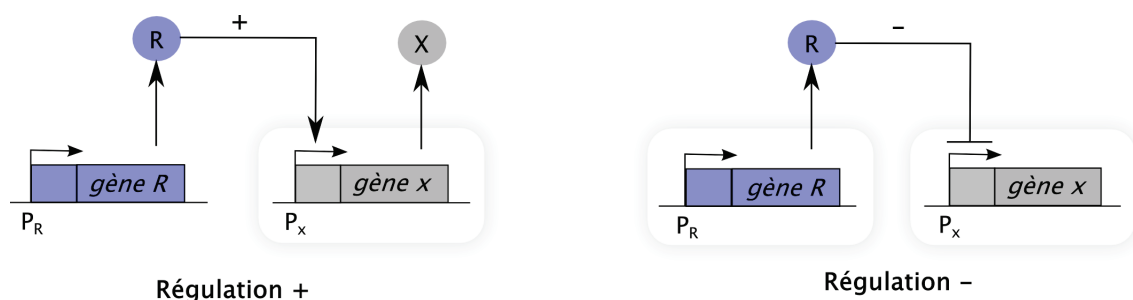 R + X
gène R gène x
P_R P_x
Régulation +
R –
gène R gène x
P_R P_x
Régulation –